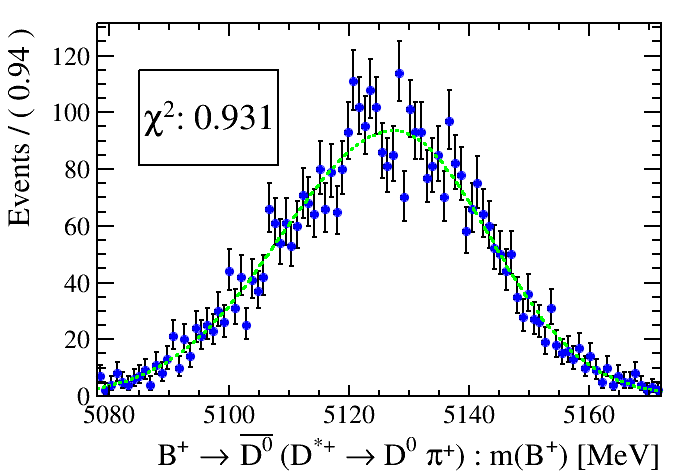 Events / ( 0.94 )
120
100
80
60
40
20
0
χ²: 0.931
5080 5100 5120 5140 5160
B⁺ → D̅⁰ (D*⁺ → D⁰ π⁺) : m(B⁺) [MeV]